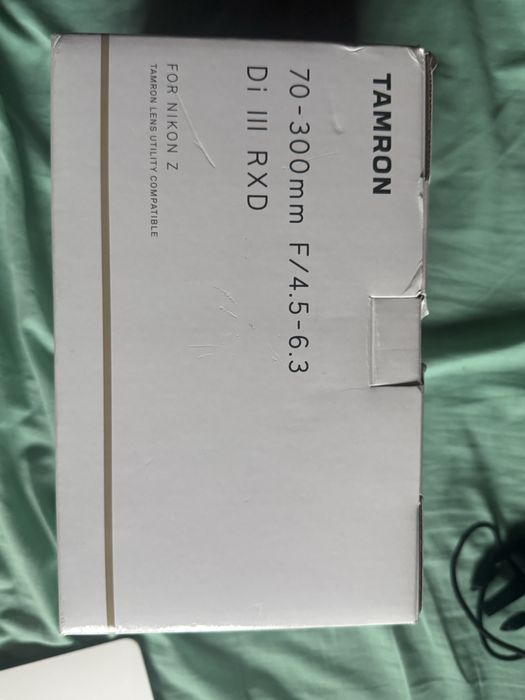 TAMRON
70-300mm F/4.5-6.3
Di III RXD
FOR NIKON Z
TAMRON LENS UTILITY COMPATIBLE